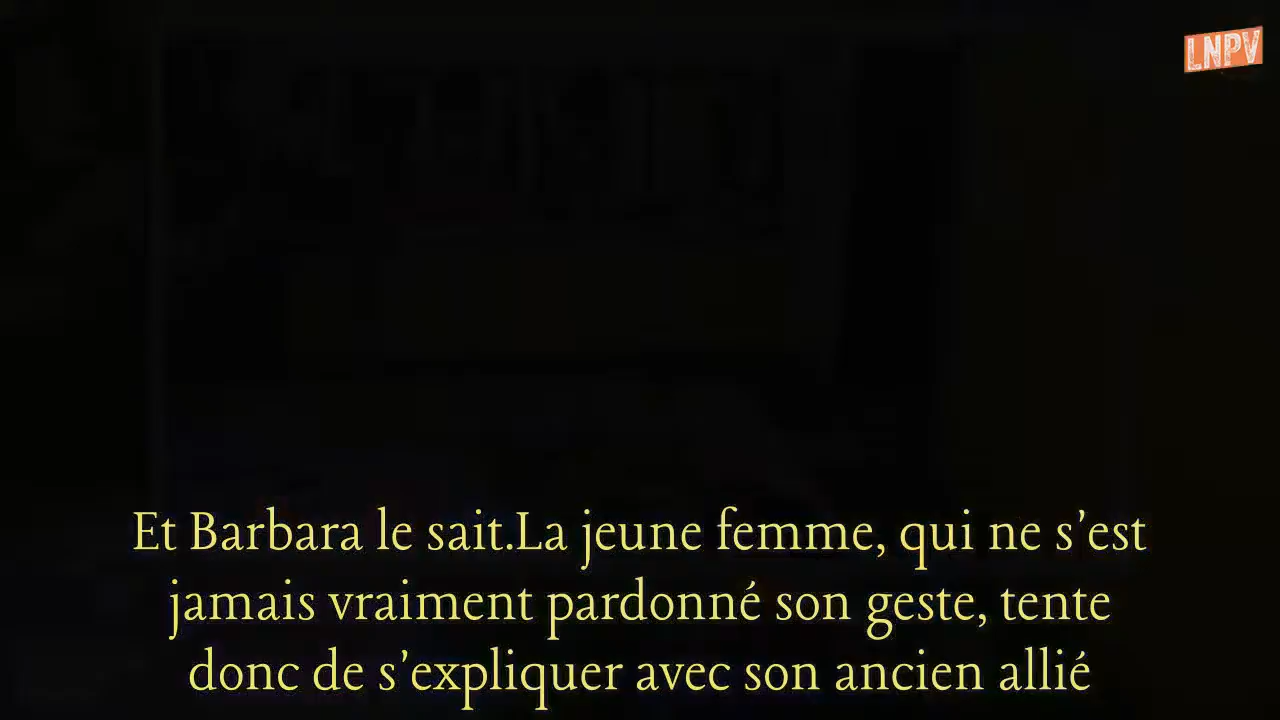 LNPV
Et Barbara le sait.La jeune femme, qui ne s'est
jamais vraiment pardonné son geste, tente
donc de s'expliquer avec son ancien allié